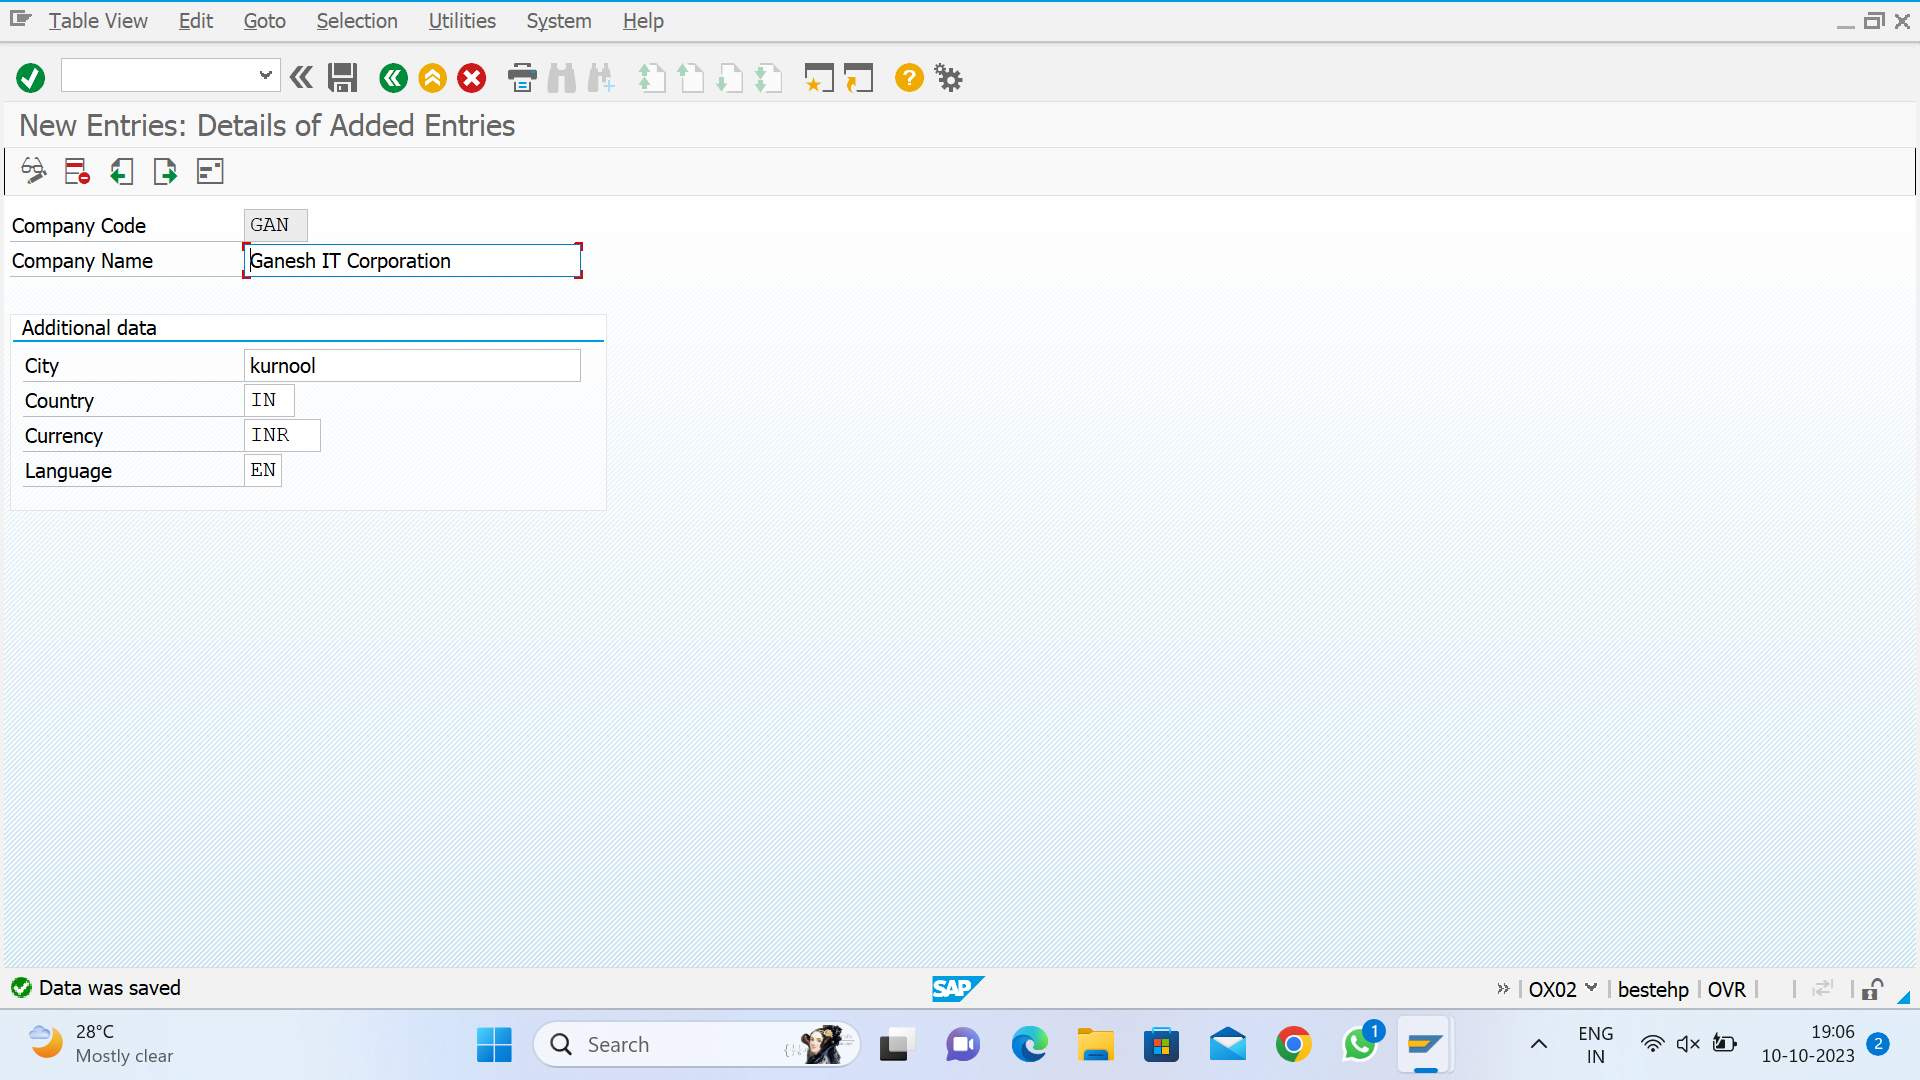 Table View Edit Goto Selection Utilities System Help
New Entries: Details of Added Entries
Company Code GAN
Company Name Ganesh IT Corporation
Additional data
City kurnool
Country IN
Currency INR
Language EN
Data was saved SAP OX02 bestehp OVR
28°C
Mostly clear
Search
1
ENG
IN
19:06
10-10-2023
2